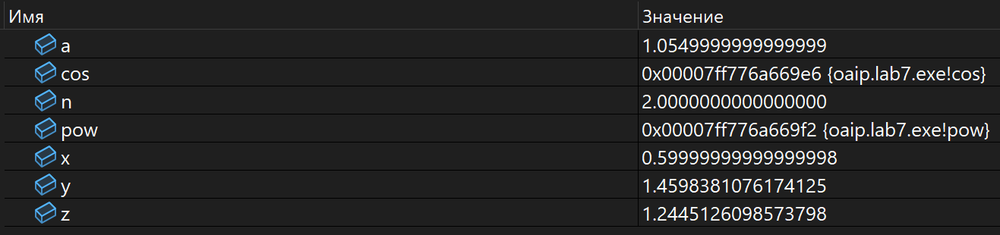 Имя Значение
a 1.0549999999999999
cos 0x00007ff776a669e6 {oaip.lab7.exe!cos}
n 2.0000000000000000
pow 0x00007ff776a669f2 {oaip.lab7.exe!pow}
x 0.59999999999999998
y 1.4598381076174125
z 1.2445126098573798